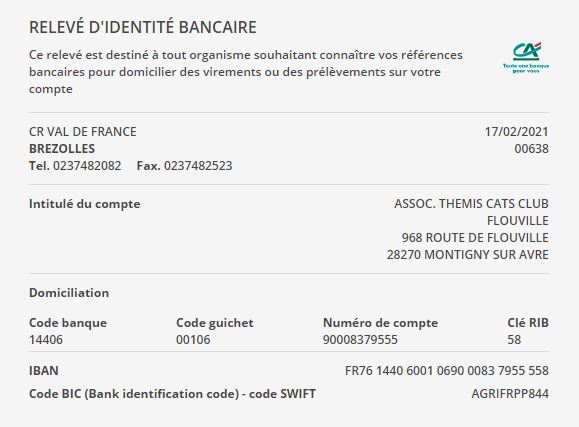 RELEVÉ D'IDENTITÉ BANCAIRE
Ce relevé est destiné à tout organisme souhaitant connaître vos références
bancaires pour domicilier des virements ou des prélèvements sur votre
compte
CA
Toute une banque
pour vous
CR VAL DE FRANCE 17/02/2021
BREZOLLES 00638
Tel. 0237482082 Fax. 0237482523
Intitulé du compte ASSOC. THEMIS CATS CLUB
FLOUVILLE
968 ROUTE DE FLOUVILLE
28270 MONTIGNY SUR AVRE
Domiciliation
Code banque Code guichet Numéro de compte Clé RIB
14406 00106 90008379555 58
IBAN FR76 1440 6001 0690 0083 7955 558
Code BIC (Bank identification code) - code SWIFT AGRIFRPP844